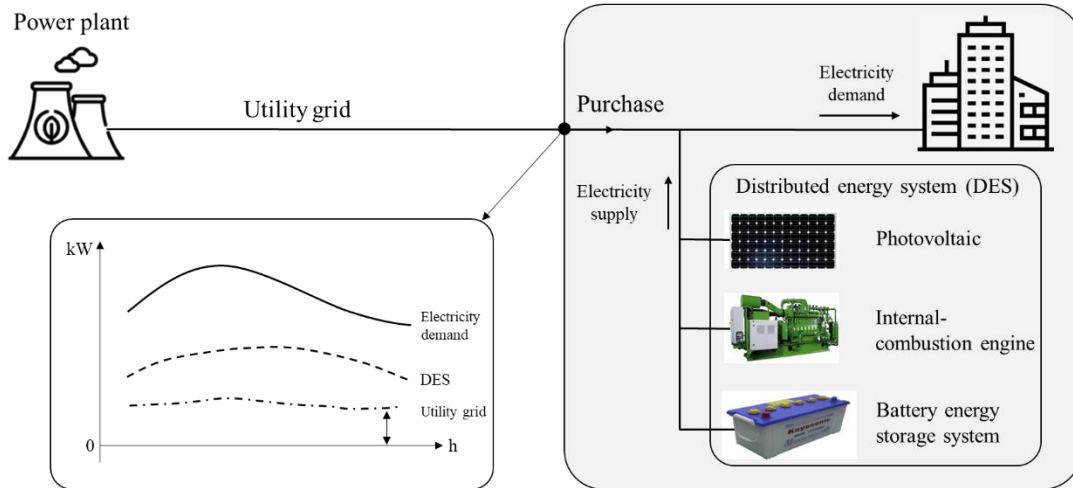 Power plant
Utility grid
Purchase
Electricity
demand
Electricity
supply
Distributed energy system (DES)
Photovoltaic
Internal-
combustion engine
Battery energy
storage system
kW
Electricity
demand
DES
Utility grid
0
h